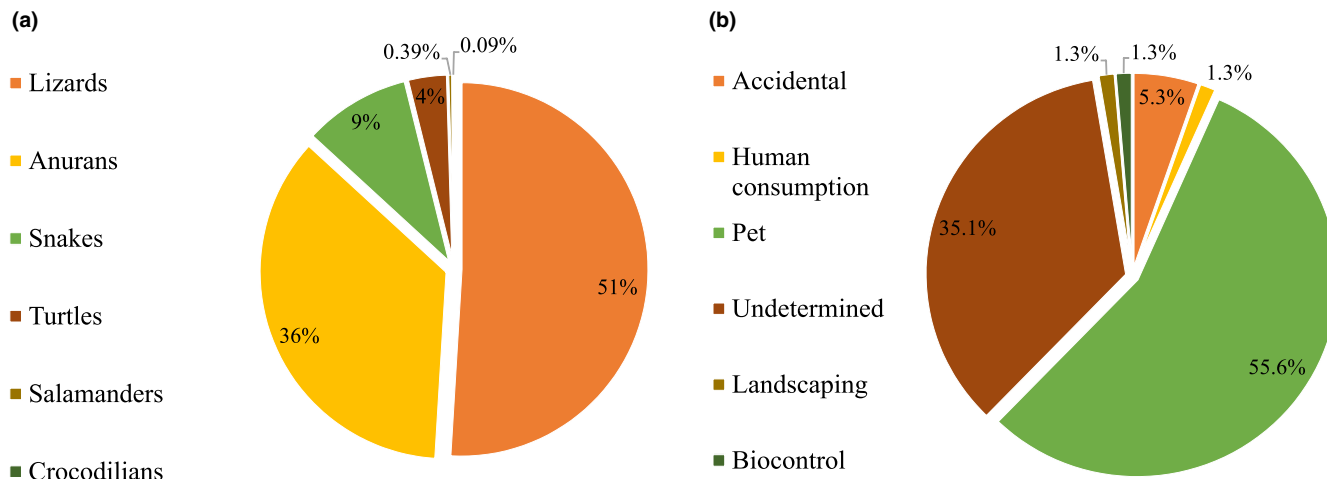 (a)
Lizards
Anurans
Snakes
Turtles
Salamanders
Crocodilians
0.39%
0.09%
4%
9%
51%
36%
(b)
Accidental
Human
consumption
Pet
Undetermined
Landscaping
Biocontrol
1.3%
1.3%
1.3%
5.3%
35.1%
55.6%